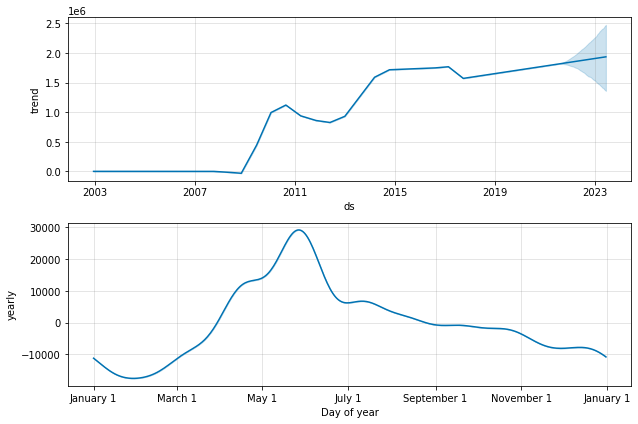 1e6
2.5
2.0
1.5
1.0
0.5
0.0
trend
2003 2007 2011 2015 2019 2023
ds
30000
20000
10000
0
−10000
yearly
January 1 March 1 May 1 July 1 September 1 November 1 January 1
Day of year